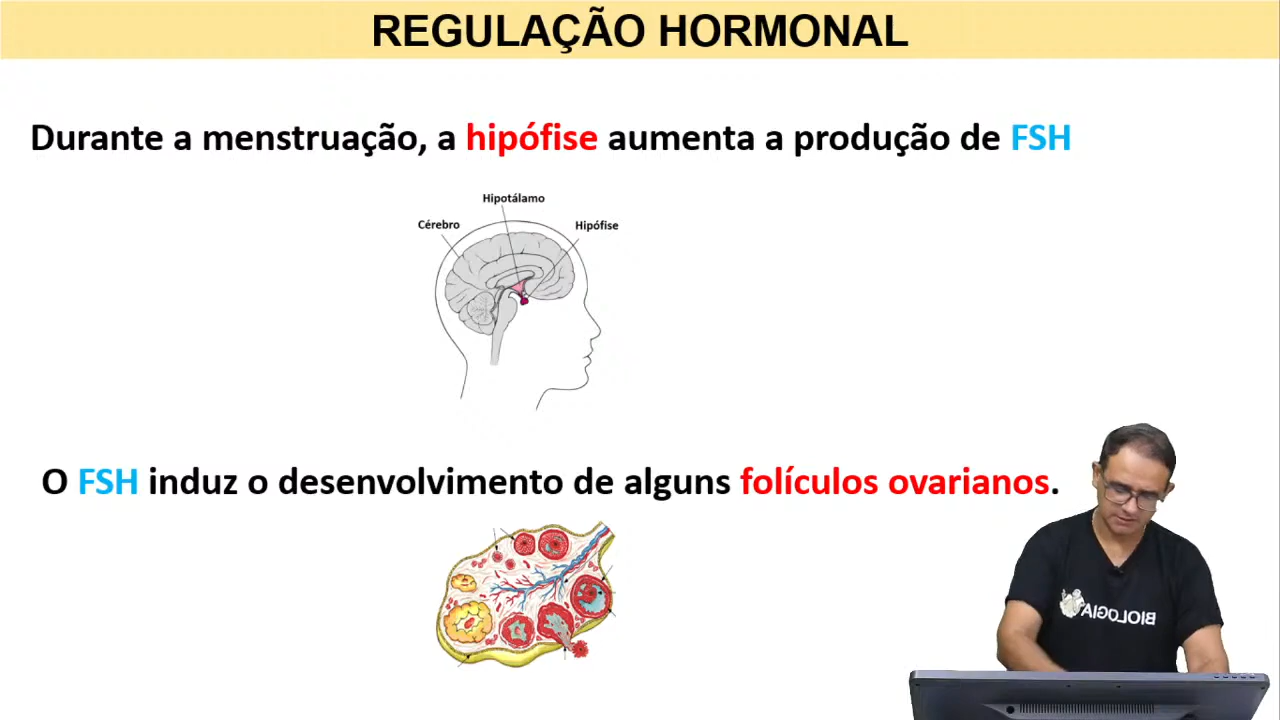 REGULAÇÃO HORMONAL
Durante a menstruação, a hipófise aumenta a produção de FSH
Hipotálamo
Cérebro
Hipófise
O FSH induz o desenvolvimento de alguns folículos ovarianos.
BIOLOGIA